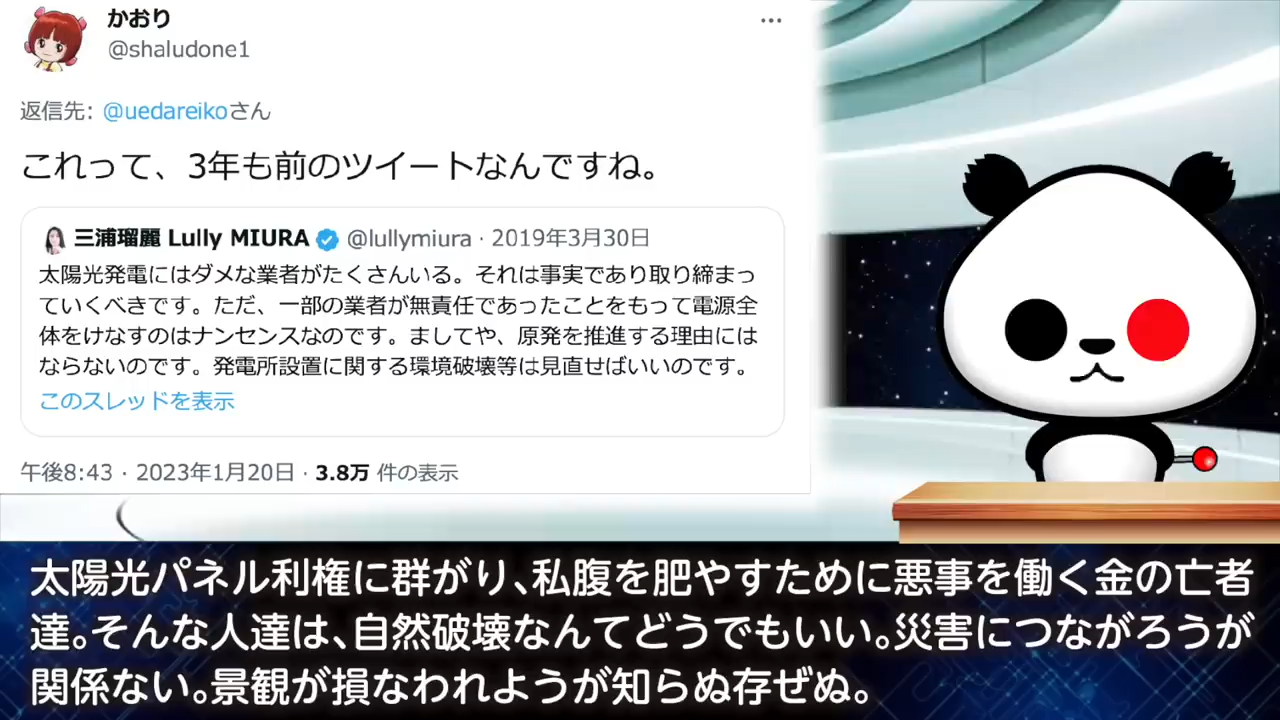 かおり
@shaludone1
返信先: @uedareikoさん
これって、3年も前のツイートなんですね。
三浦瑠麗 Lully MIURA @lullymiura · 2019年3月30日
太陽光発電にはダメな業者がたくさんいる。それは事実であり取り締まっ
ていくべきです。ただ、一部の業者が無責任であったことをもって電源全
体をけなすのはナンセンスなのです。ましてや、原発を推進する理由には
ならないのです。発電所設置に関する環境破壊等は見直せばいいのです。
このスレッドを表示
午後8:43 · 2023年1月20日 · 3.8万 件の表示
太陽光パネル利権に群がり、私腹を肥やすために悪事を働く金の亡者
達。そんな人達は、自然破壊なんてどうでもいい。災害につながろうが
関係ない。景観が損なわれようが知らぬ存ぜぬ。